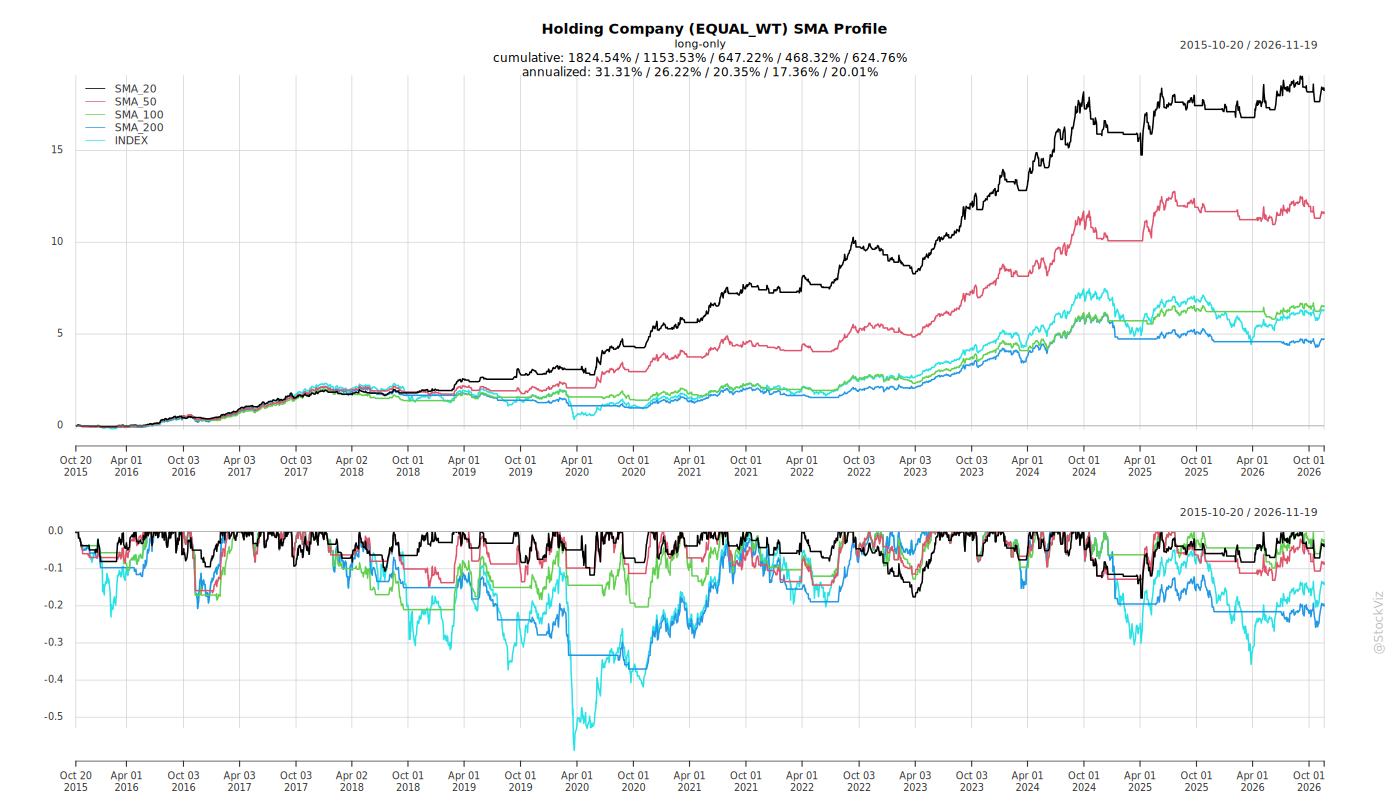 Holding Company (EQUAL_WT) SMA Profile
long-only
cumulative: 1824.54% / 1153.53% / 647.22% / 468.32% / 624.76%
annualized: 31.31% / 26.22% / 20.35% / 17.36% / 20.01%
2015-10-20 / 2026-11-19
SMA_20
SMA_50
SMA_100
SMA_200
INDEX
15
10
5
0
Oct 20 Apr 01 Oct 03 Apr 03 Oct 03 Apr 02 Oct 01 Apr 01 Oct 01 Apr 01 Oct 01 Apr 01 Oct 01 Apr 01 Oct 03 Apr 03 Oct 03 Apr 01 Oct 01 Apr 01 Oct 01 Apr 01 Oct 01
2015 2016 2016 2017 2017 2018 2018 2019 2019 2020 2020 2021 2021 2022 2022 2023 2023 2024 2024 2025 2025 2026 2026
2015-10-20 / 2026-11-19
0.0
-0.1
-0.2
-0.3
-0.4
-0.5
Oct 20 Apr 01 Oct 03 Apr 03 Oct 03 Apr 02 Oct 01 Apr 01 Oct 01 Apr 01 Oct 01 Apr 01 Oct 01 Apr 01 Oct 03 Apr 03 Oct 03 Apr 01 Oct 01 Apr 01 Oct 01 Apr 01 Oct 01
2015 2016 2016 2017 2017 2018 2018 2019 2019 2020 2020 2021 2021 2022 2022 2023 2023 2024 2024 2025 2025 2026 2026
@StockViz